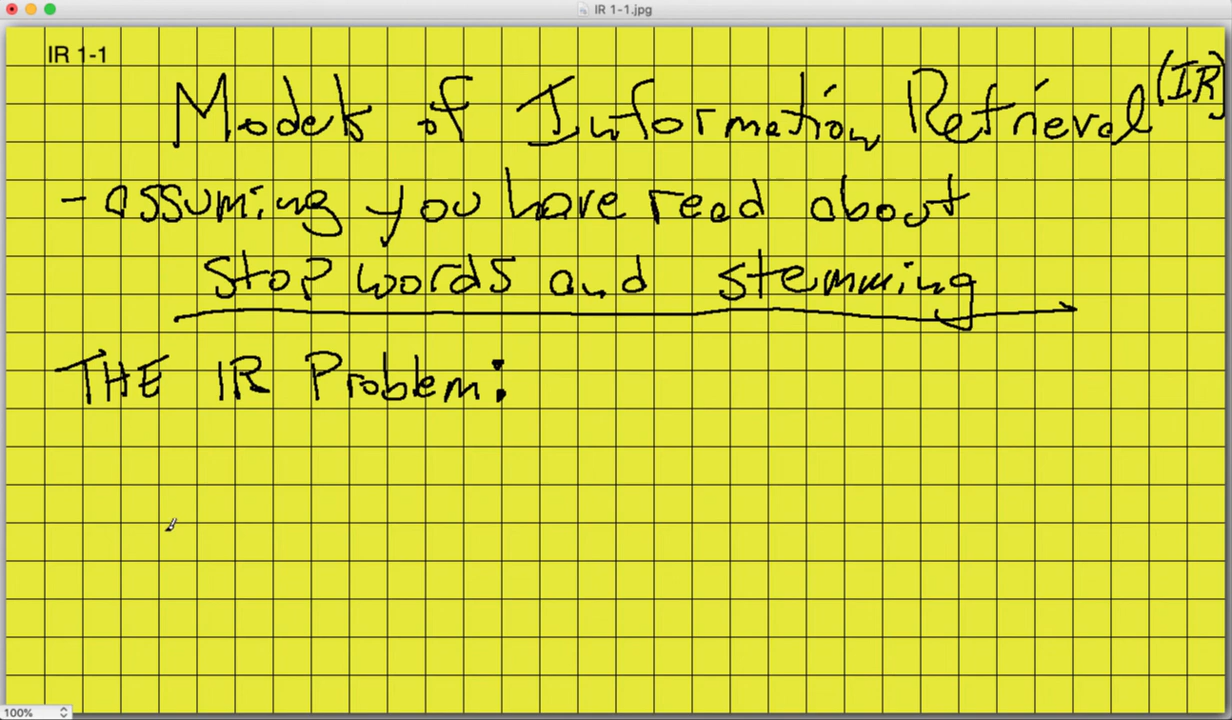 IR 1-1.jpg
IR 1-1
Models of Information Retrieval (IR)
- assuming you have read about
stop words and stemming
THE IR Problem:
100%